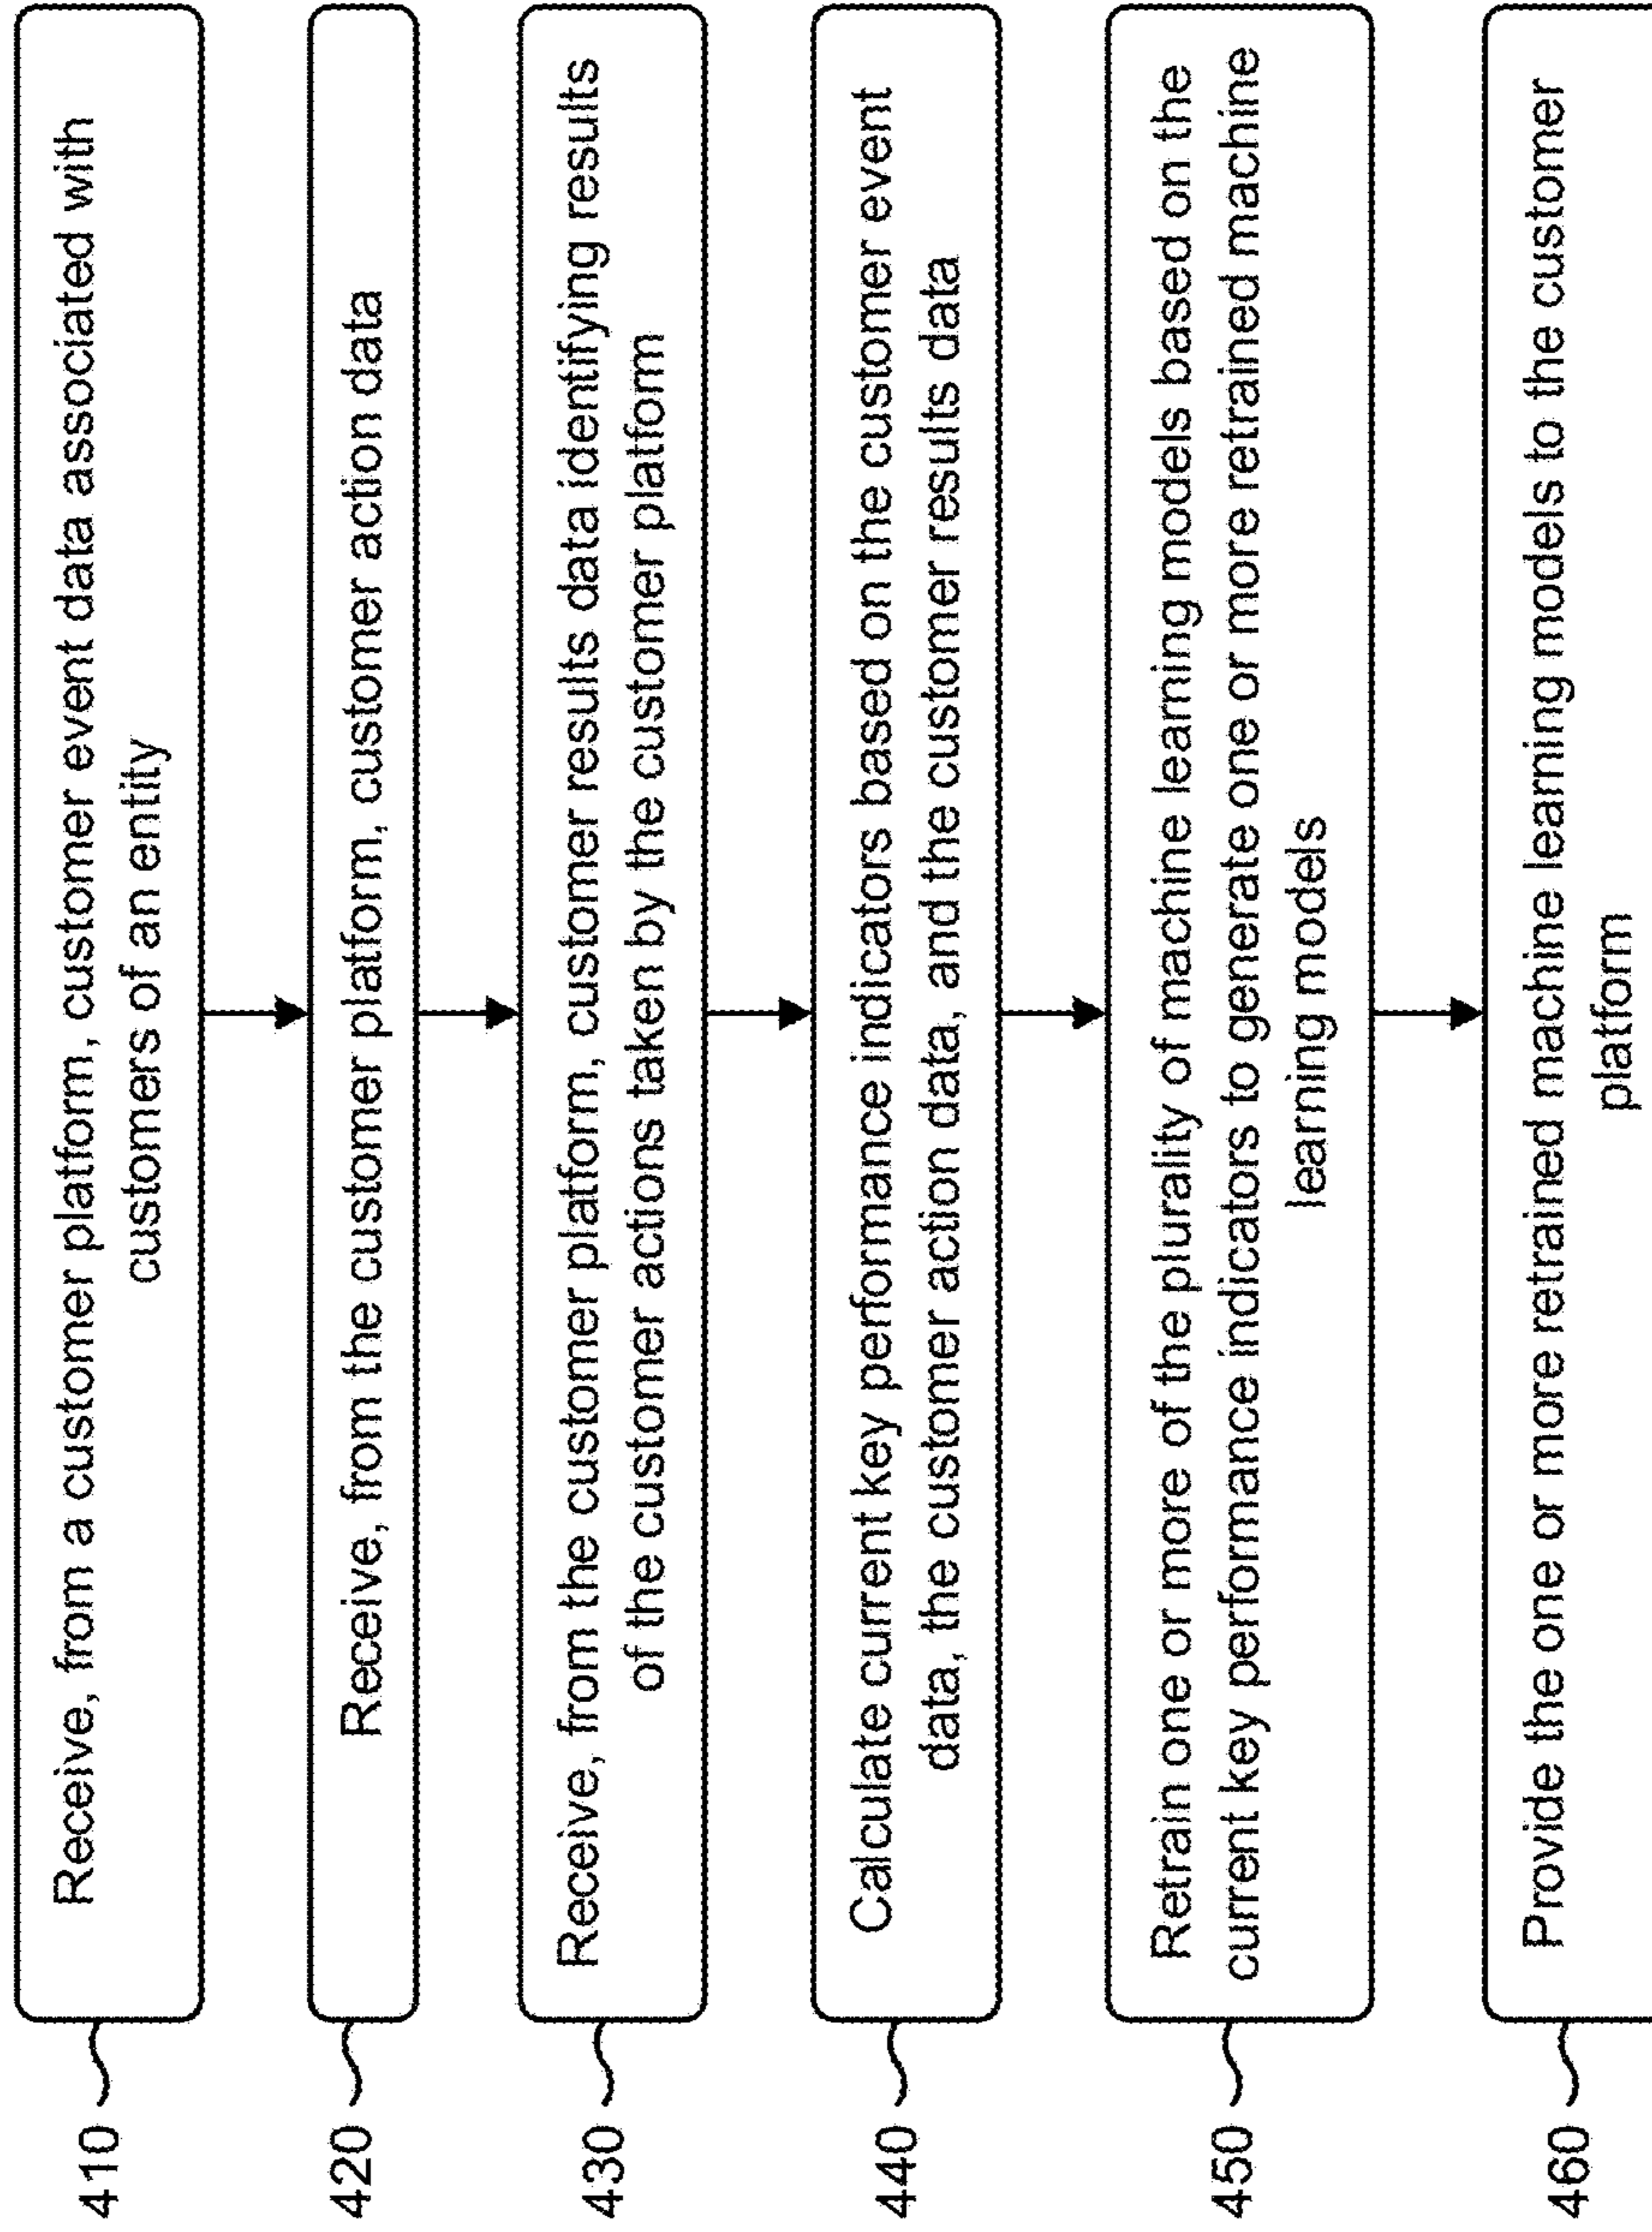 410
Receive, from a customer platform, customer event data associated with
customers of an entity
420
Receive, from the customer platform, customer action data
430
Receive, from the customer platform, customer results data identifying results
of the customer actions taken by the customer platfom
440
Calculate current key performance indicators based on the customer event
data, the customer action data, and the customer results data
450
Retrain one or more of the plurality of machine learning models based on the
current key performance indicators to generate one or more retrained machine
learning models
460
Provide the one or more retrained machine learning models to the customer
platform